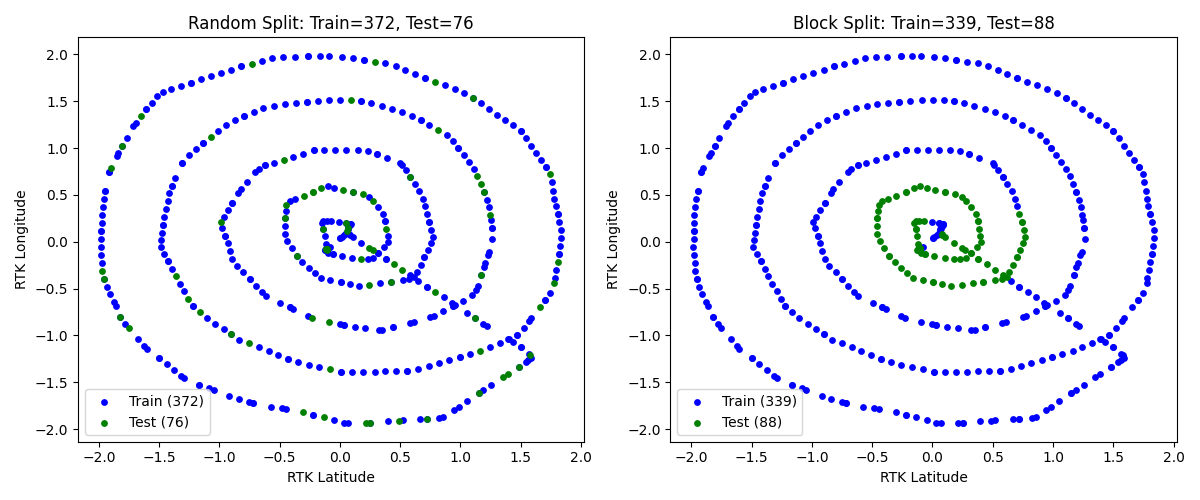 Random Split: Train=372, Test=76
2.0
1.5
1.0
0.5
0.0
−0.5
−1.0
−1.5
−2.0
RTK Longitude
Train (372)
Test (76)
−2.0 −1.5 −1.0 −0.5 0.0 0.5 1.0 1.5 2.0
RTK Latitude
Block Split: Train=339, Test=88
2.0
1.5
1.0
0.5
0.0
−0.5
−1.0
−1.5
−2.0
RTK Longitude
Train (339)
Test (88)
−2.0 −1.5 −1.0 −0.5 0.0 0.5 1.0 1.5 2.0
RTK Latitude